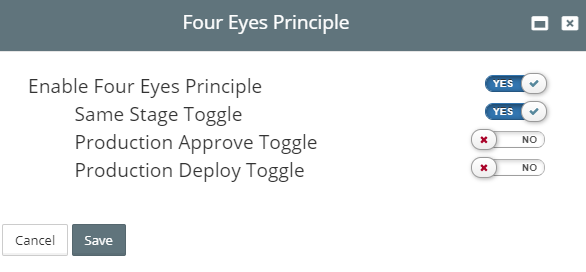 Four Eyes Principle
Enable Four Eyes Principle YES
Same Stage Toggle YES
Production Approve Toggle NO
Production Deploy Toggle NO
Cancel Save